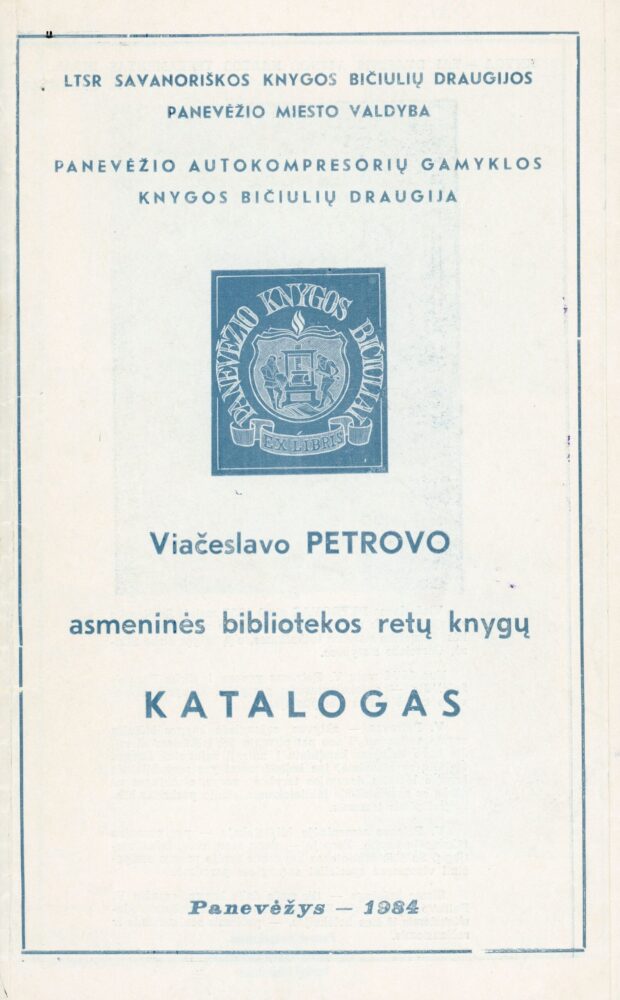 LTSR SAVANORIŠKOS KNYGOS BIČIULIŲ DRAUGIJOS
PANEVĖŽIO MIESTO VALDYBA
PANEVĖŽIO AUTOKOMPRESORIŲ GAMYKLOS
KNYGOS BIČIULIŲ DRAUGIJA
PANEVĖŽIO KNYGOS BIČIULIAI
EX LIBRIS
Viačeslavo PETROVO
asmeninės bibliotekos retų knygų
KATALOGAS
Panevėžys — 1984